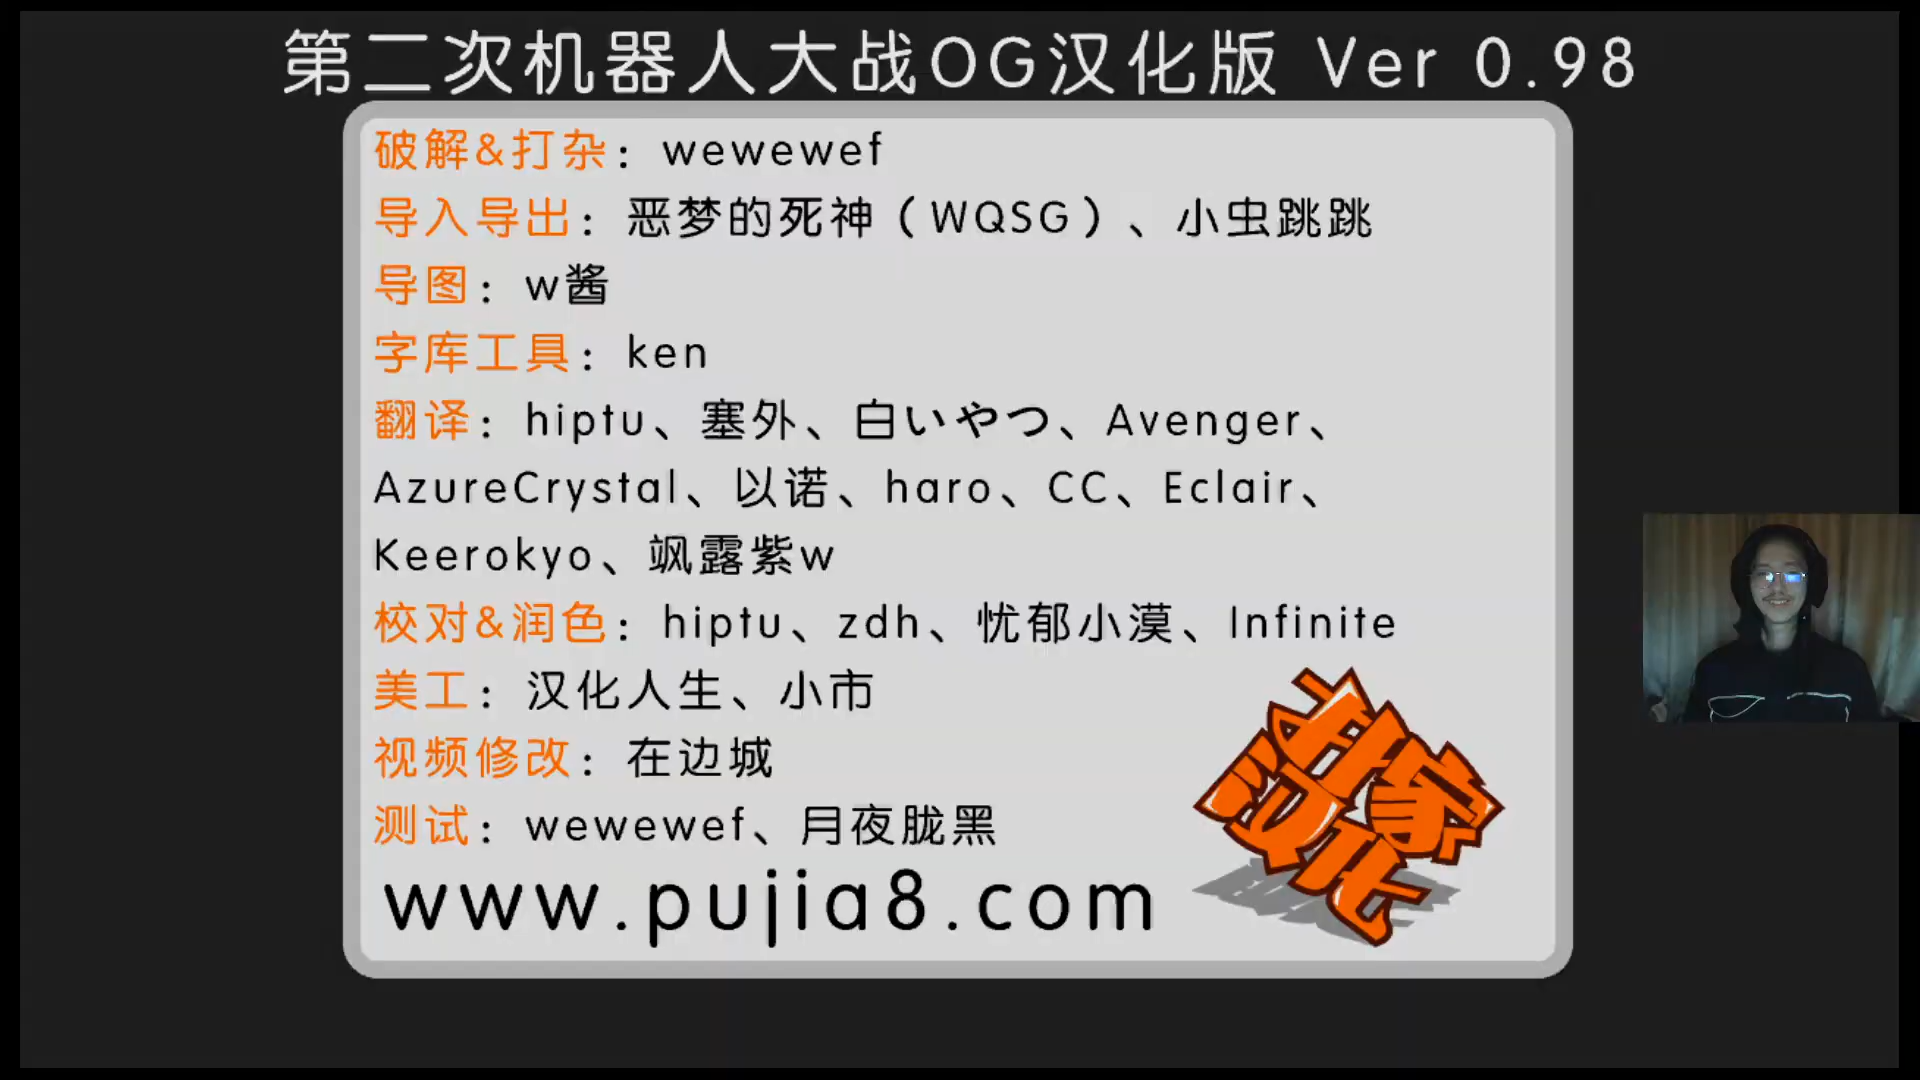 第二次机器人大战OG汉化版 Ver 0.98
破解&打杂：wewewef
导入导出：恶梦的死神（WQSG）、小虫跳跳
导图：w酱
字库工具：ken
翻译：hiptu、塞外、白いやつ、Avenger、
AzureCrystal、以诺、haro、CC、Eclair、
Keerokyo、飒露紫w
校对&润色：hiptu、zdh、忧郁小漠、Infinite
美工：汉化人生、小市
视频修改：在边城
测试：wewewef、月夜胧黑
www.pujia8.com
扑家
汉化